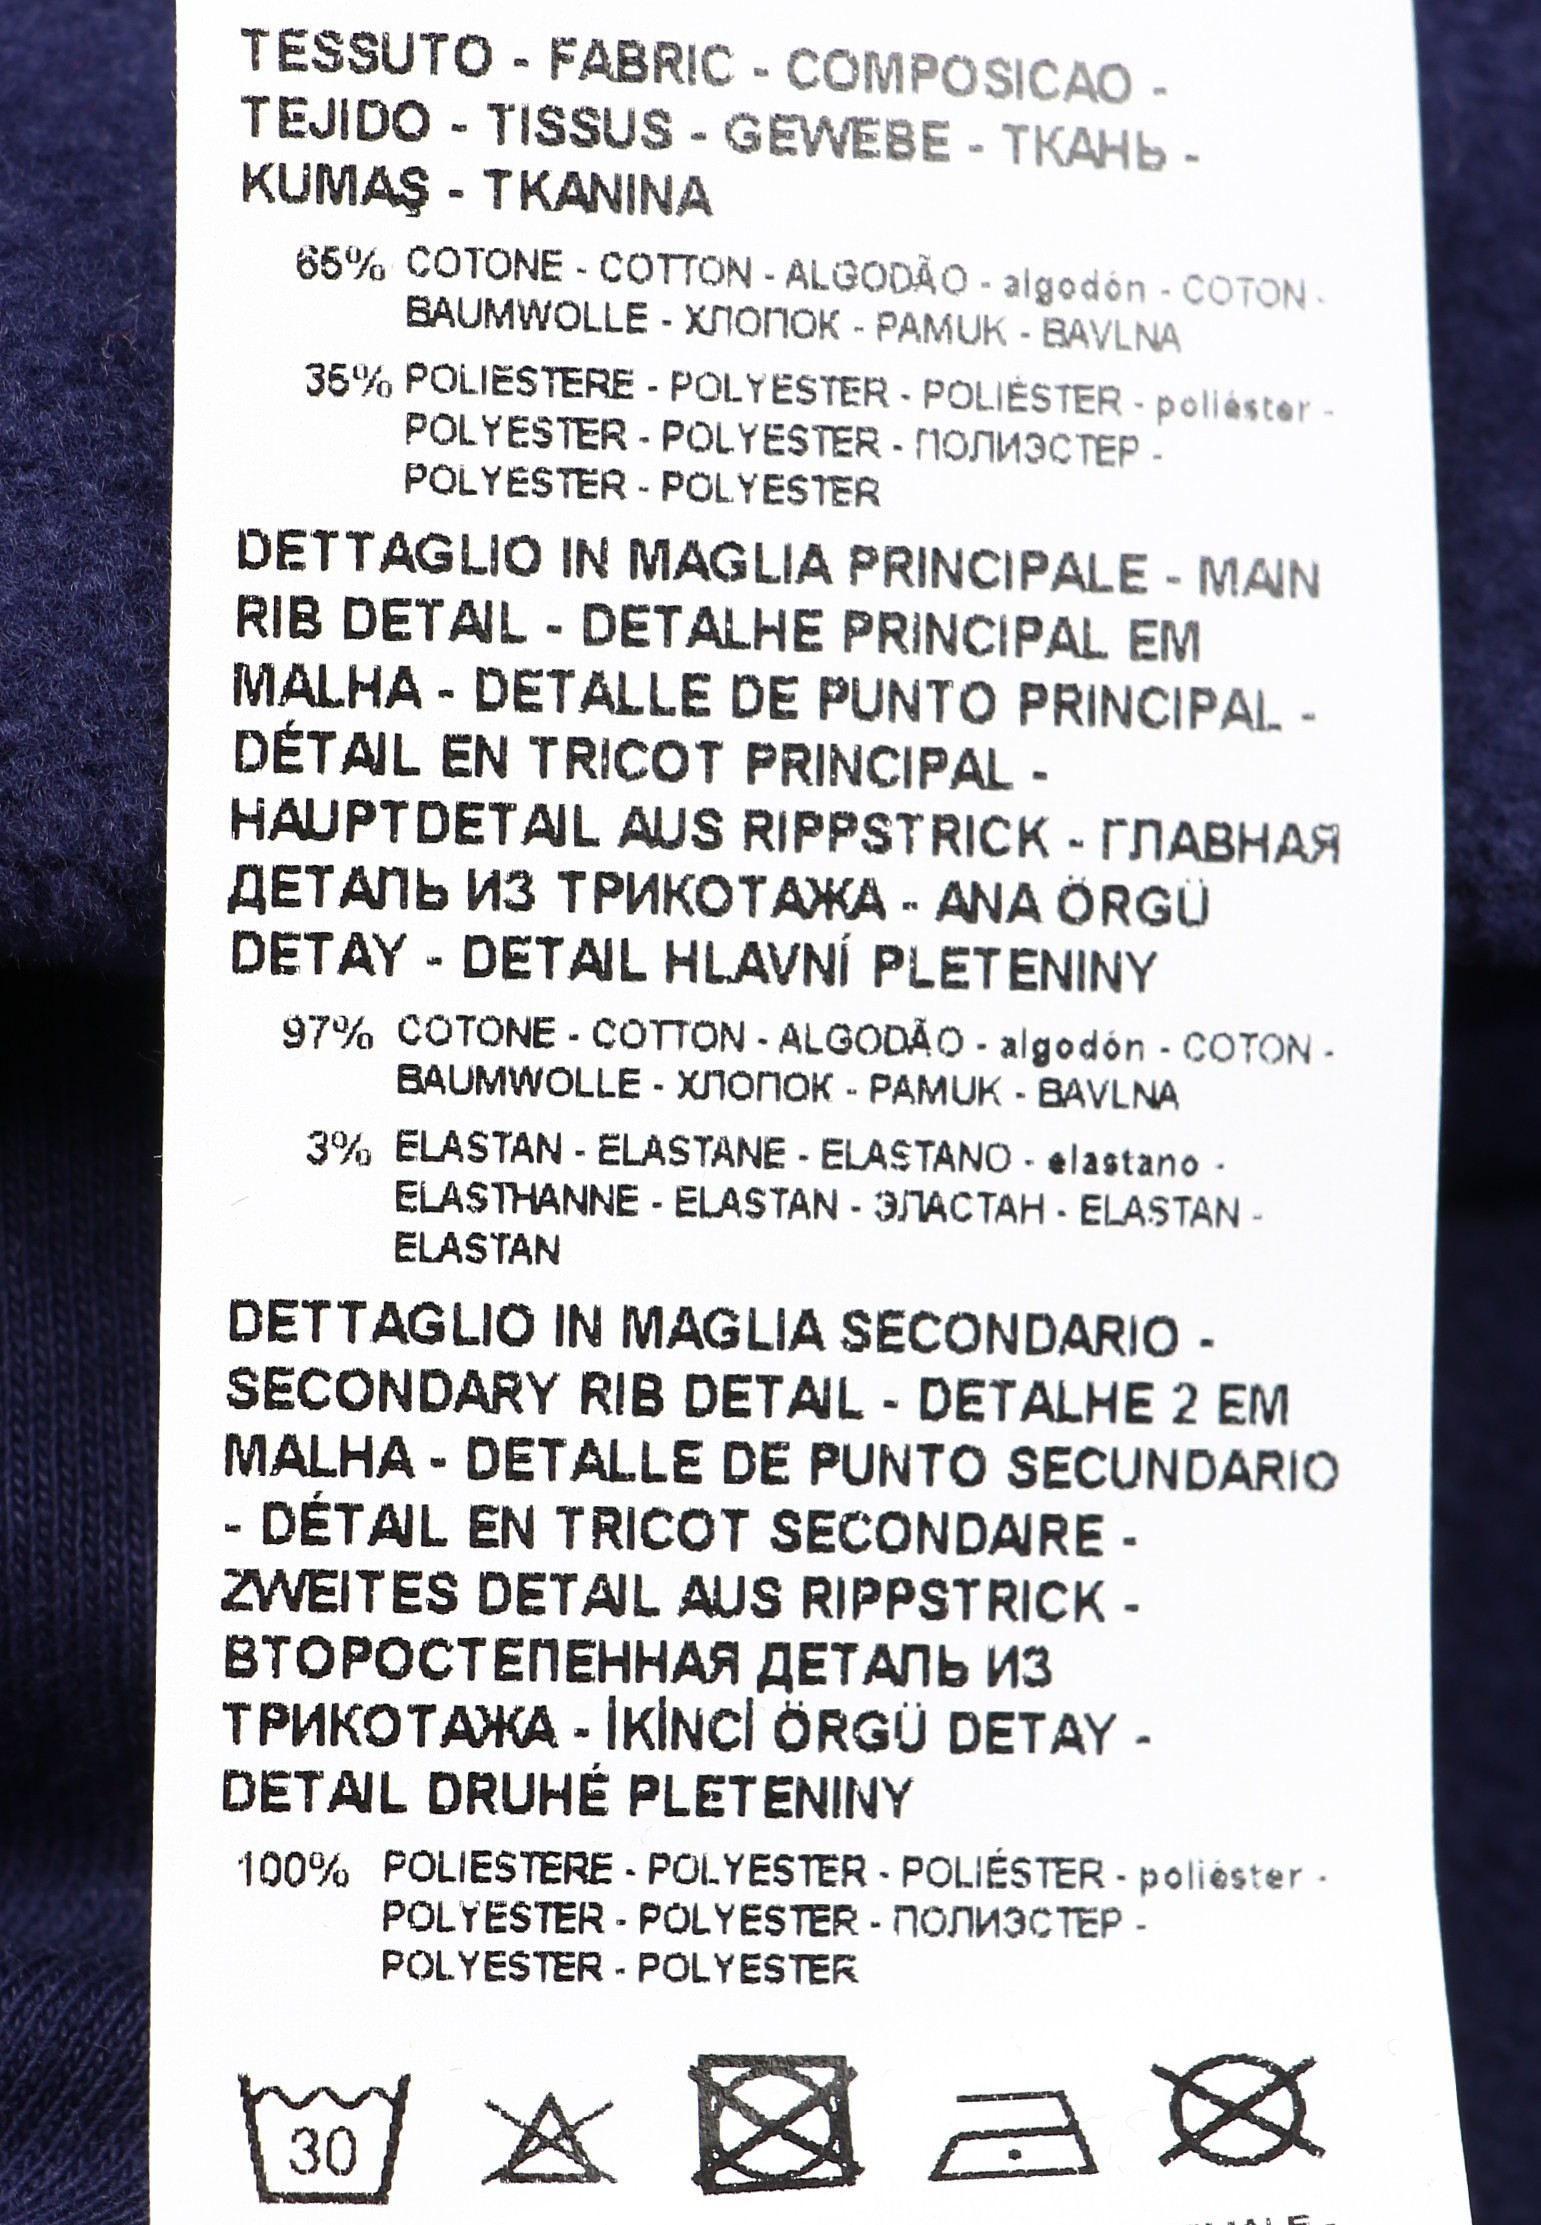 TESSUTO - FABRIC - COMPOSICAO -
TEJIDO - TISSUS - GEWEBE - ТКАНЬ -
KUMAŞ - TKANINA
65% COTONE - COTTON - ALGODÃO - algodón - COTON -
BAUMWOLLE - ХЛОПОК - PAMUK - BAVLNA
35% POLIESTERE - POLYESTER - POLIÉSTER - poliéster -
POLYESTER - POLYESTER - ПОЛИЭСТЕР -
POLYESTER - POLYESTER
DETTAGLIO IN MAGLIA PRINCIPALE - MAIN
RIB DETAIL - DETALHE PRINCIPAL EM
MALHA - DETALLE DE PUNTO PRINCIPAL -
DÉTAIL EN TRICOT PRINCIPAL -
HAUPTDETAIL AUS RIPPSTRICK - ГЛАВНАЯ
ДЕТАЛЬ ИЗ ТРИКОТАЖА - ANA ÖRGÜ
DETAY - DETAIL HLAVNÍ PLETENINY
97% COTONE - COTTON - ALGODÃO - algodón - COTON -
BAUMWOLLE - ХЛОПОК - PAMUK - BAVLNA
3% ELASTAN - ELASTANE - ELASTANO - elastano -
ELASTHANNE - ELASTAN - ЭЛАСТАН - ELASTAN -
ELASTAN
DETTAGLIO IN MAGLIA SECONDARIO -
SECONDARY RIB DETAIL - DETALHE 2 EM
MALHA - DETALLE DE PUNTO SECUNDARIO
- DÉTAIL EN TRICOT SECONDAIRE -
ZWEITES DETAIL AUS RIPPSTRICK -
ВТОРОСТЕПЕННАЯ ДЕТАЛЬ ИЗ
ТРИКОТАЖА - İKİNCİ ÖRGÜ DETAY -
DETAIL DRUHÉ PLETENINY
100% POLIESTERE - POLYESTER - POLIÉSTER - poliéster -
POLYESTER - POLYESTER - ПОЛИЭСТЕР -
POLYESTER - POLYESTER
30